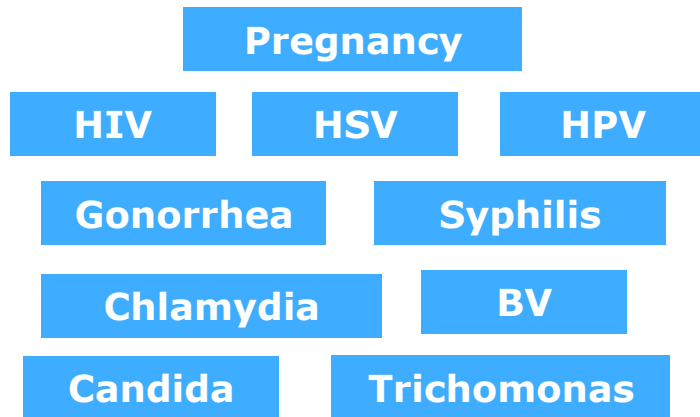 Pregnancy
HIV HSV HPV
Gonorrhea Syphilis
Chlamydia BV
Candida Trichomonas